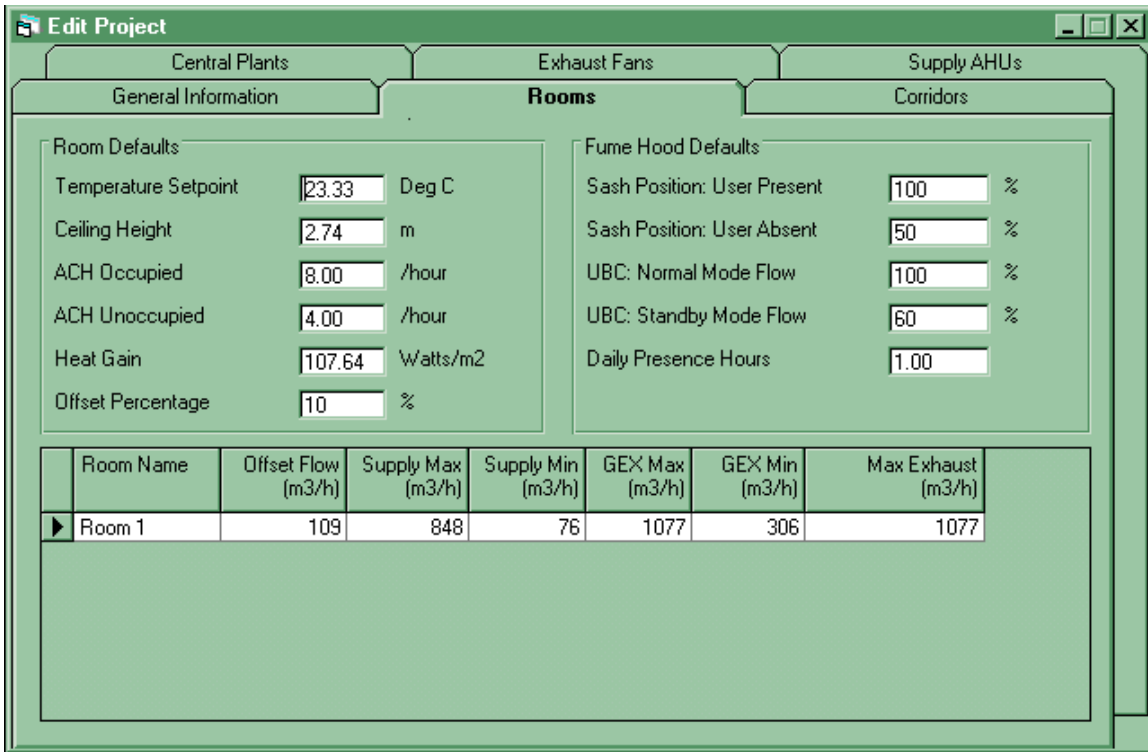 Edit Project
Central Plants Exhaust Fans Supply AHUs
General Information Rooms Corridors
Room Defaults
Temperature Setpoint 23.33 Deg C
Ceiling Height 2.74 m
ACH Occupied 8.00 /hour
ACH Unoccupied 4.00 /hour
Heat Gain 107.64 Watts/m2
Offset Percentage 10 %
Fume Hood Defaults
Sash Position: User Present 100 %
Sash Position: User Absent 50 %
UBC: Normal Mode Flow 100 %
UBC: Standby Mode Flow 60 %
Daily Presence Hours 1.00
Room Name Offset Flow Supply Max Supply Min GEX Max GEX Min Max Exhaust
(m3/h) (m3/h) (m3/h) (m3/h) (m3/h) (m3/h)
Room 1 109 848 76 1077 306 1077